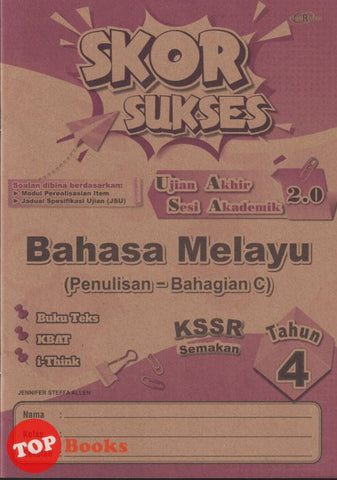 SKOR
SUKSES
Soalan dibina berdasarkan:
Modul Perealisasian Item
Jadual Spesifikasi Ujian (JSU)
Ujian Akhir
Sesi Akademik 2.0
Bahasa Melayu
(Penulisan – Bahagian C)
Buku Teks
KBAT
i-Think
KSSR
Semakan
Tahun
4
JENNIFER STEFFA ALLEN
Nama :
TOP Books